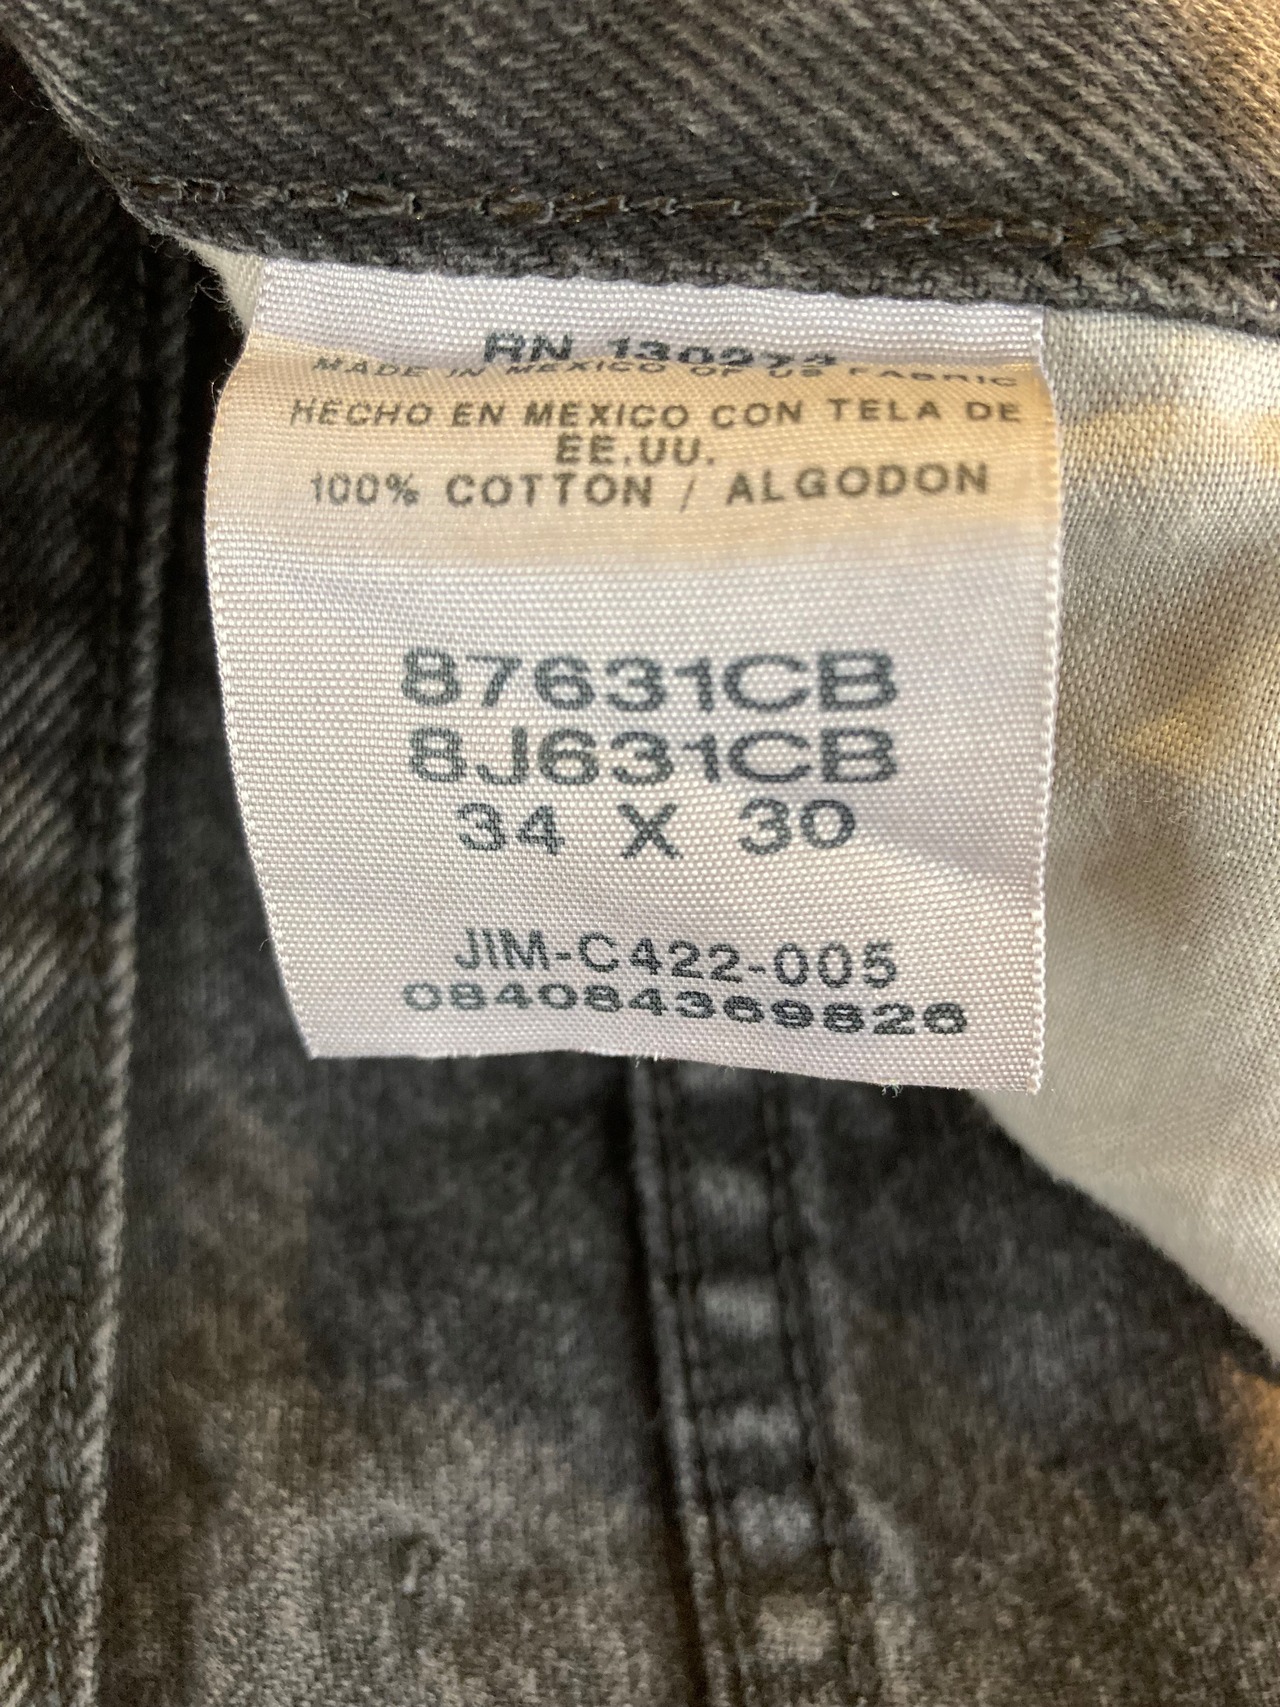 RN 130273
MADE IN MEXICO OF US FABRIC
HECHO EN MEXICO CON TELA DE
EE.UU.
100% COTTON / ALGODON
87631CB
8J631CB
34 X 30
JIM-C422-005
084084369826